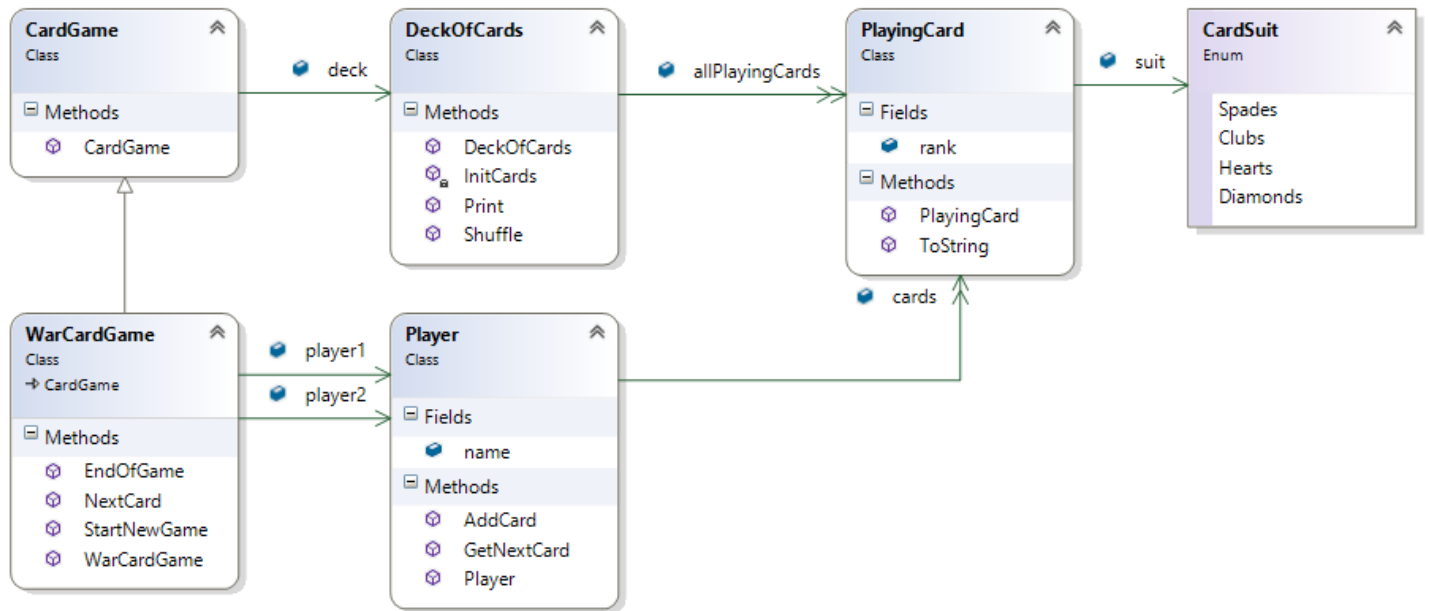 CardGame
Class
Methods
CardGame
deck
DeckOfCards
Class
Methods
DeckOfCards
InitCards
Print
Shuffle
allPlayingCards
PlayingCard
Class
Fields
rank
Methods
PlayingCard
ToString
suit
CardSuit
Enum
Spades
Clubs
Hearts
Diamonds
WarCardGame
Class
CardGame
Methods
EndOfGame
NextCard
StartNewGame
WarCardGame
player1
player2
Player
Class
Fields
name
Methods
AddCard
GetNextCard
Player
cards